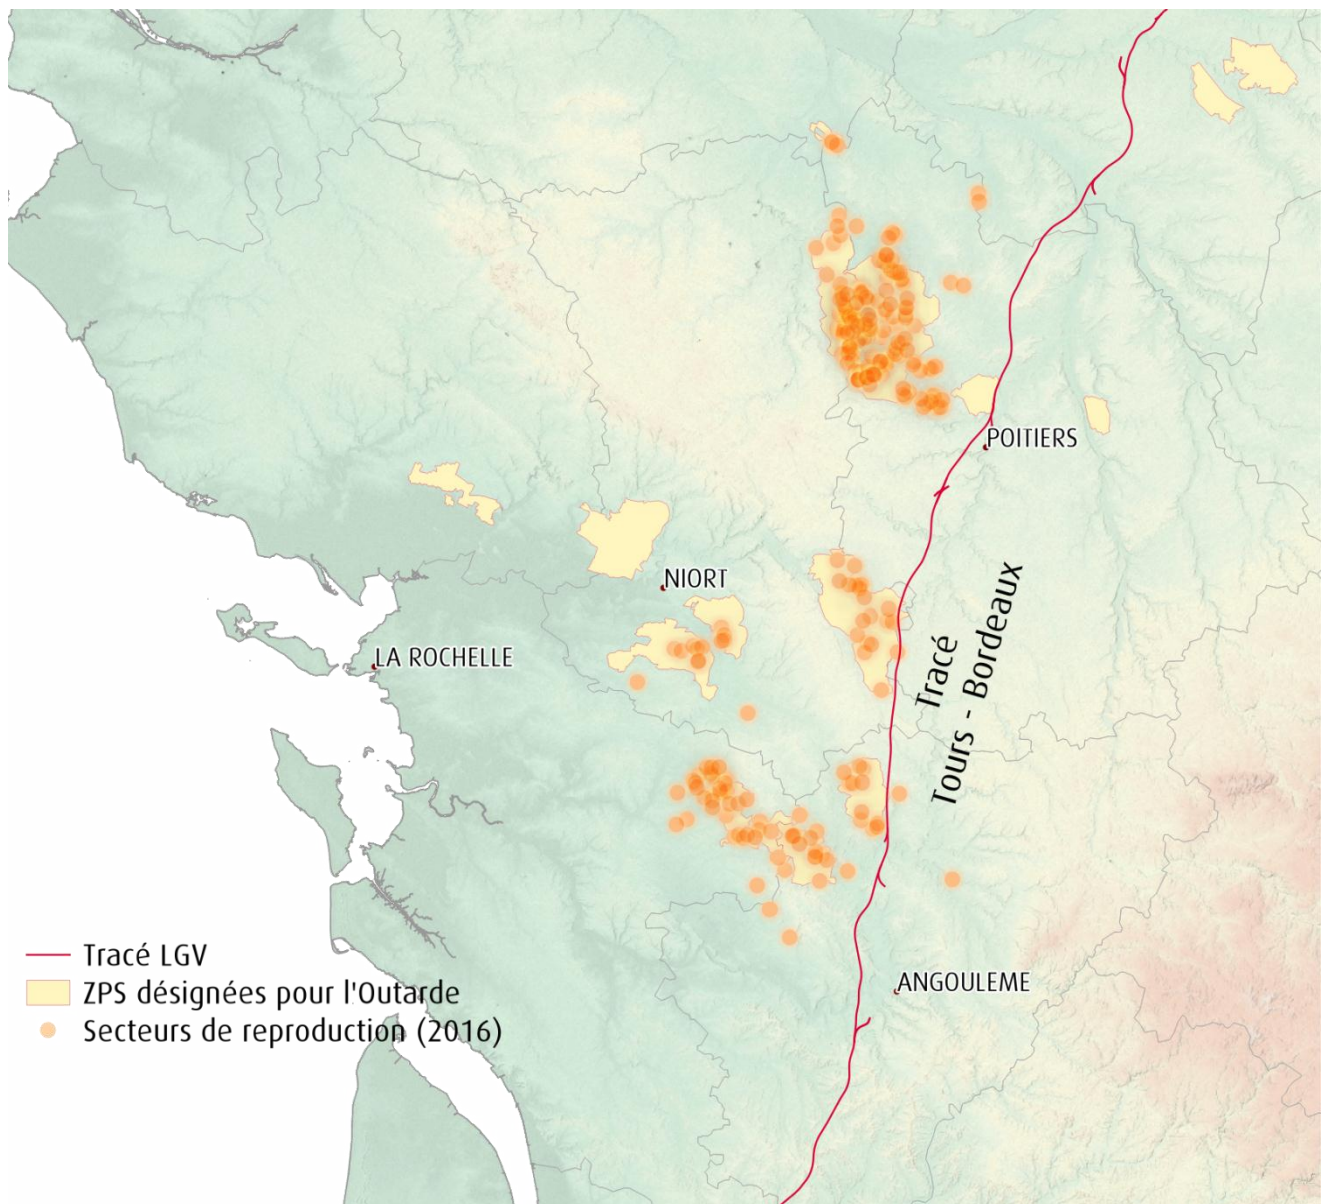 POITIERS
NIORT
LA ROCHELLE
Tracé
Tours - Bordeaux
ANGOULEME
Tracé LGV
ZPS désignées pour l'Outarde
Secteurs de reproduction (2016)